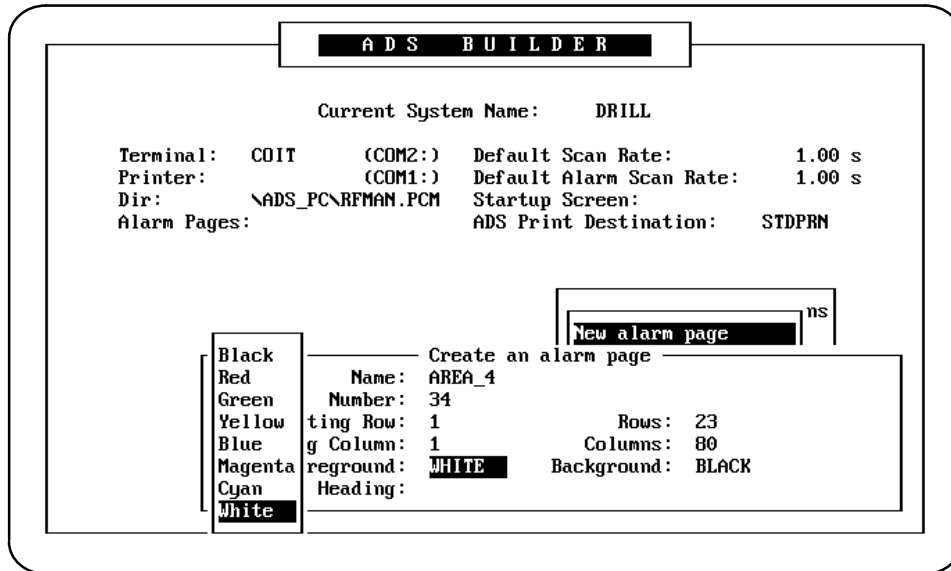 ADS BUILDER
Current System Name: DRILL
Terminal: COIT (COM2:) Default Scan Rate: 1.00 s
Printer: (COM1:) Default Alarm Scan Rate: 1.00 s
Dir: \ADS_PC\RFMAN.PCM Startup Screen:
Alarm Pages: ADS Print Destination: STDPRN
ns
New alarm page
Black Create an alarm page
Red Name: AREA_4
Green Number: 34
Yellow ting Row: 1 Rows: 23
Blue g Column: 1 Columns: 80
Magenta reground: WHITE Background: BLACK
Cyan Heading:
White